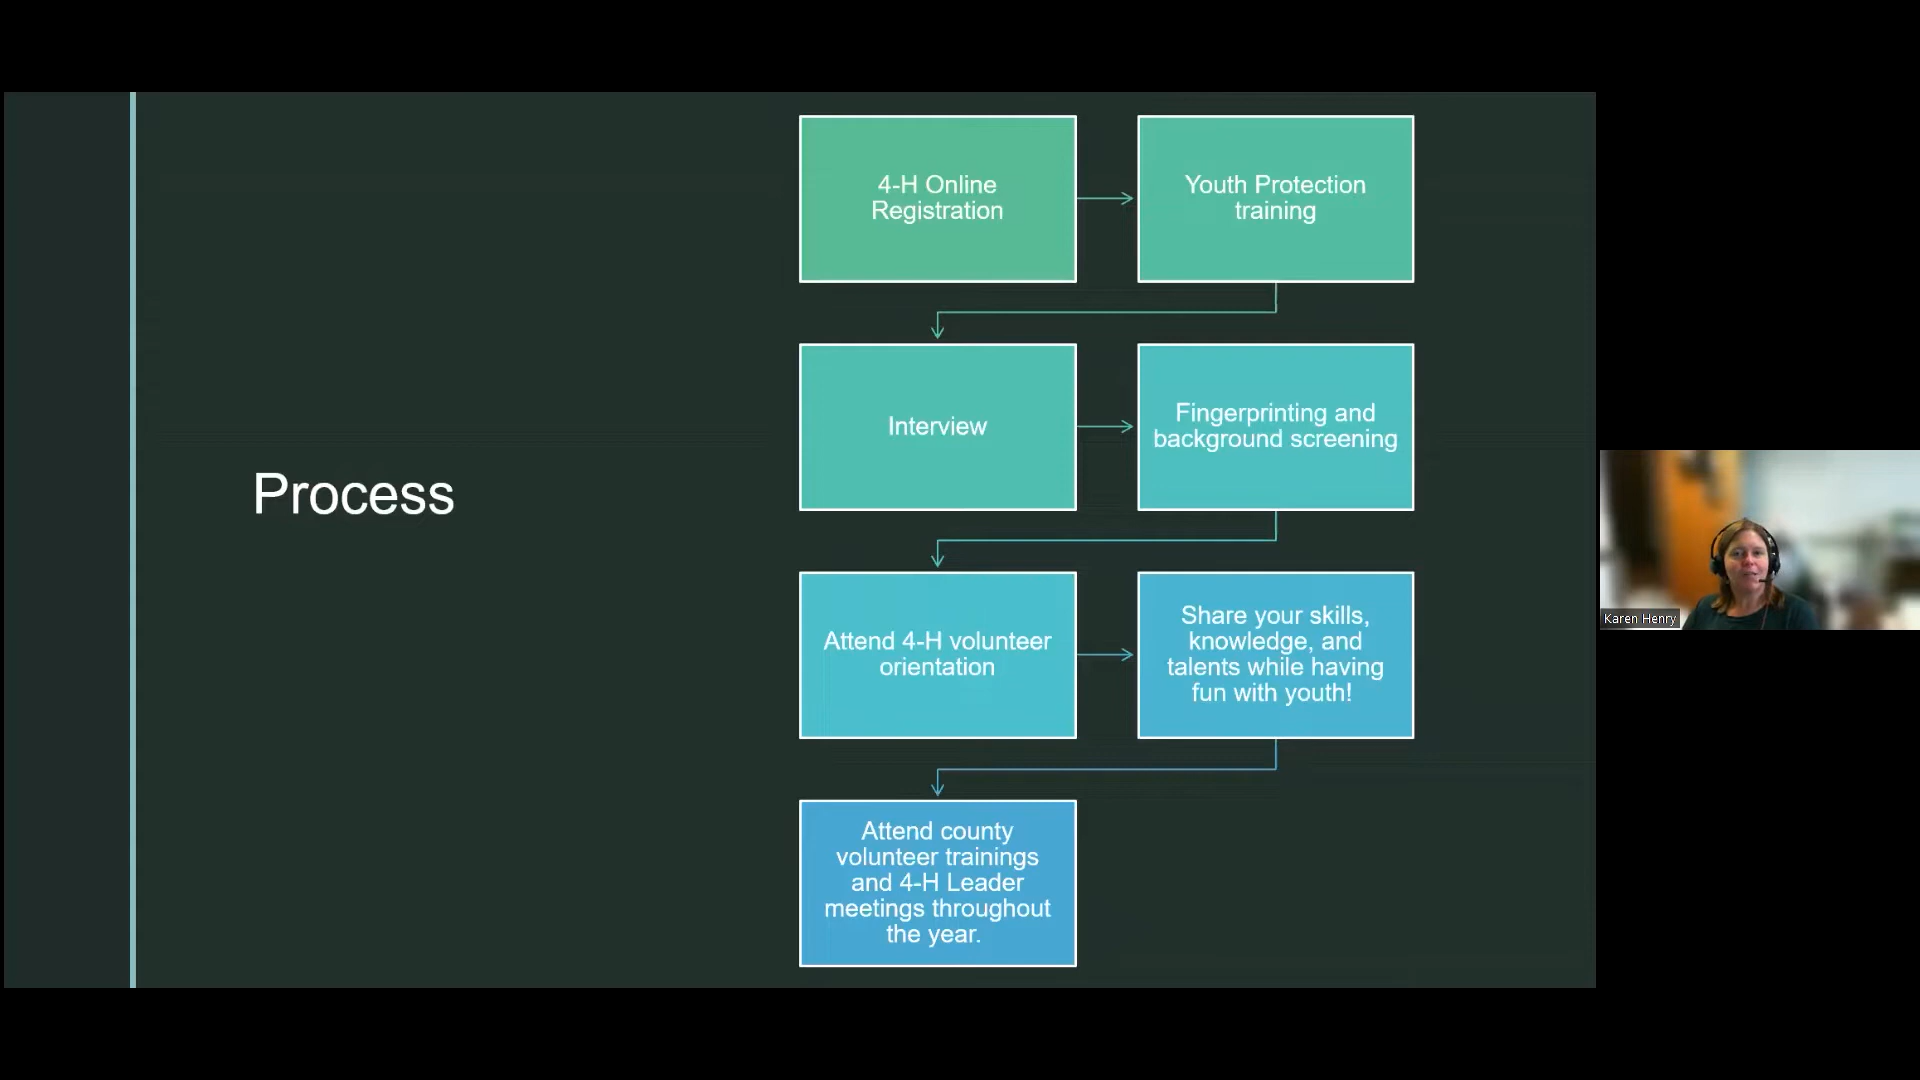 Process
4-H Online
Registration
Youth Protection
training
Interview
Fingerprinting and
background screening
Attend 4-H volunteer
orientation
Share your skills,
knowledge, and
talents while having
fun with youth!
Attend county
volunteer trainings
and 4-H Leader
meetings throughout
the year.
Karen Henry